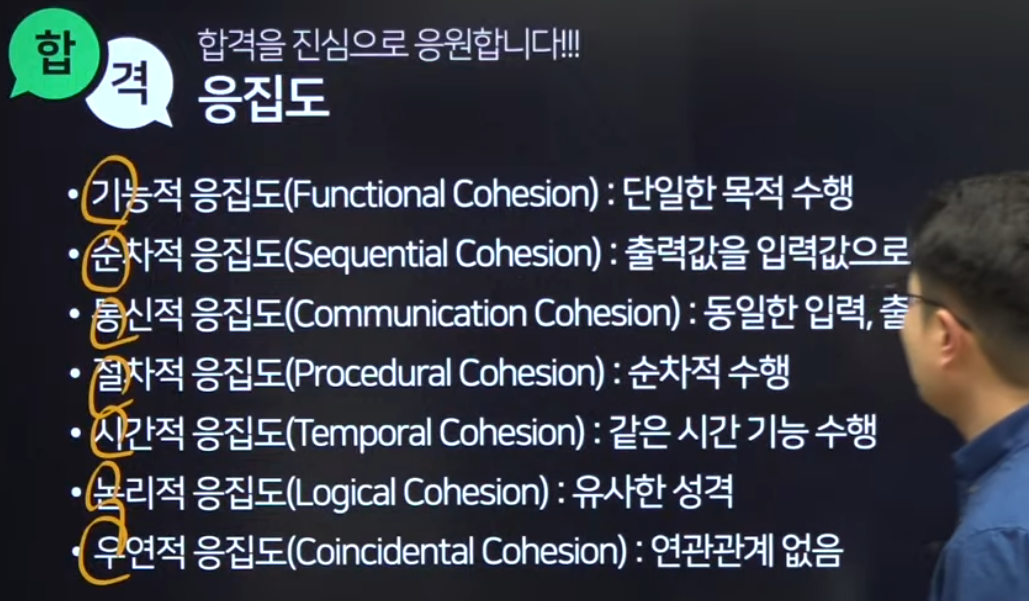 합격
합격을 진심으로 응원합니다!!!
응집도
• 기능적 응집도(Functional Cohesion) : 단일한 목적 수행
• 순차적 응집도(Sequential Cohesion) : 출력값을 입력값으로
• 통신적 응집도(Communication Cohesion) : 동일한 입력, 출
• 절차적 응집도(Procedural Cohesion) : 순차적 수행
• 시간적 응집도(Temporal Cohesion) : 같은 시간 기능 수행
• 논리적 응집도(Logical Cohesion) : 유사한 성격
• 우연적 응집도(Coincidental Cohesion) : 연관관계 없음